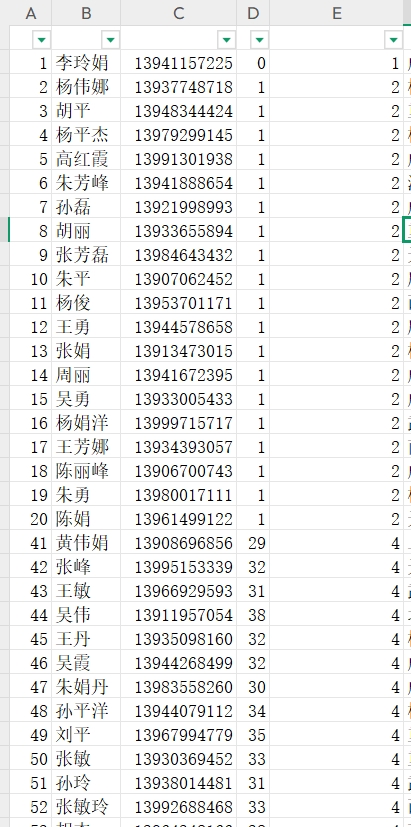 A B C D E
1 李玲娟 13941157225 0 1
2 杨伟娜 13937748718 1 2
3 胡平 13948344424 1 2
4 杨平杰 13979299145 1 2
5 高红霞 13991301938 1 2
6 朱芳峰 13941888654 1 2
7 孙磊 13921998993 1 2
8 胡丽 13933655894 1 2
9 张芳磊 13984643432 1 2
10 朱平 13907062452 1 2
11 杨俊 13953701171 1 2
12 王勇 13944578658 1 2
13 张娟 13913473015 1 2
14 周丽 13941672395 1 2
15 吴勇 13933005433 1 2
16 杨娟洋 13999715717 1 2
17 王芳娜 13934393057 1 2
18 陈丽峰 13906700743 1 2
19 朱勇 13980017111 1 2
20 陈娟 13961499122 1 2
41 黄伟娟 13908696856 29 4
42 张峰 13995153339 32 4
43 王敏 13966929593 31 4
44 吴伟 13911957054 38 4
45 王丹 13935098160 32 4
46 吴霞 13944268499 32 4
47 朱娟丹 13983558260 30 4
48 孙平洋 13944079112 34 4
49 刘平 13967994779 35 4
50 张敏 13930369452 33 4
51 孙玲 13938014481 31 4
52 张敏玲 13992688468 33 4